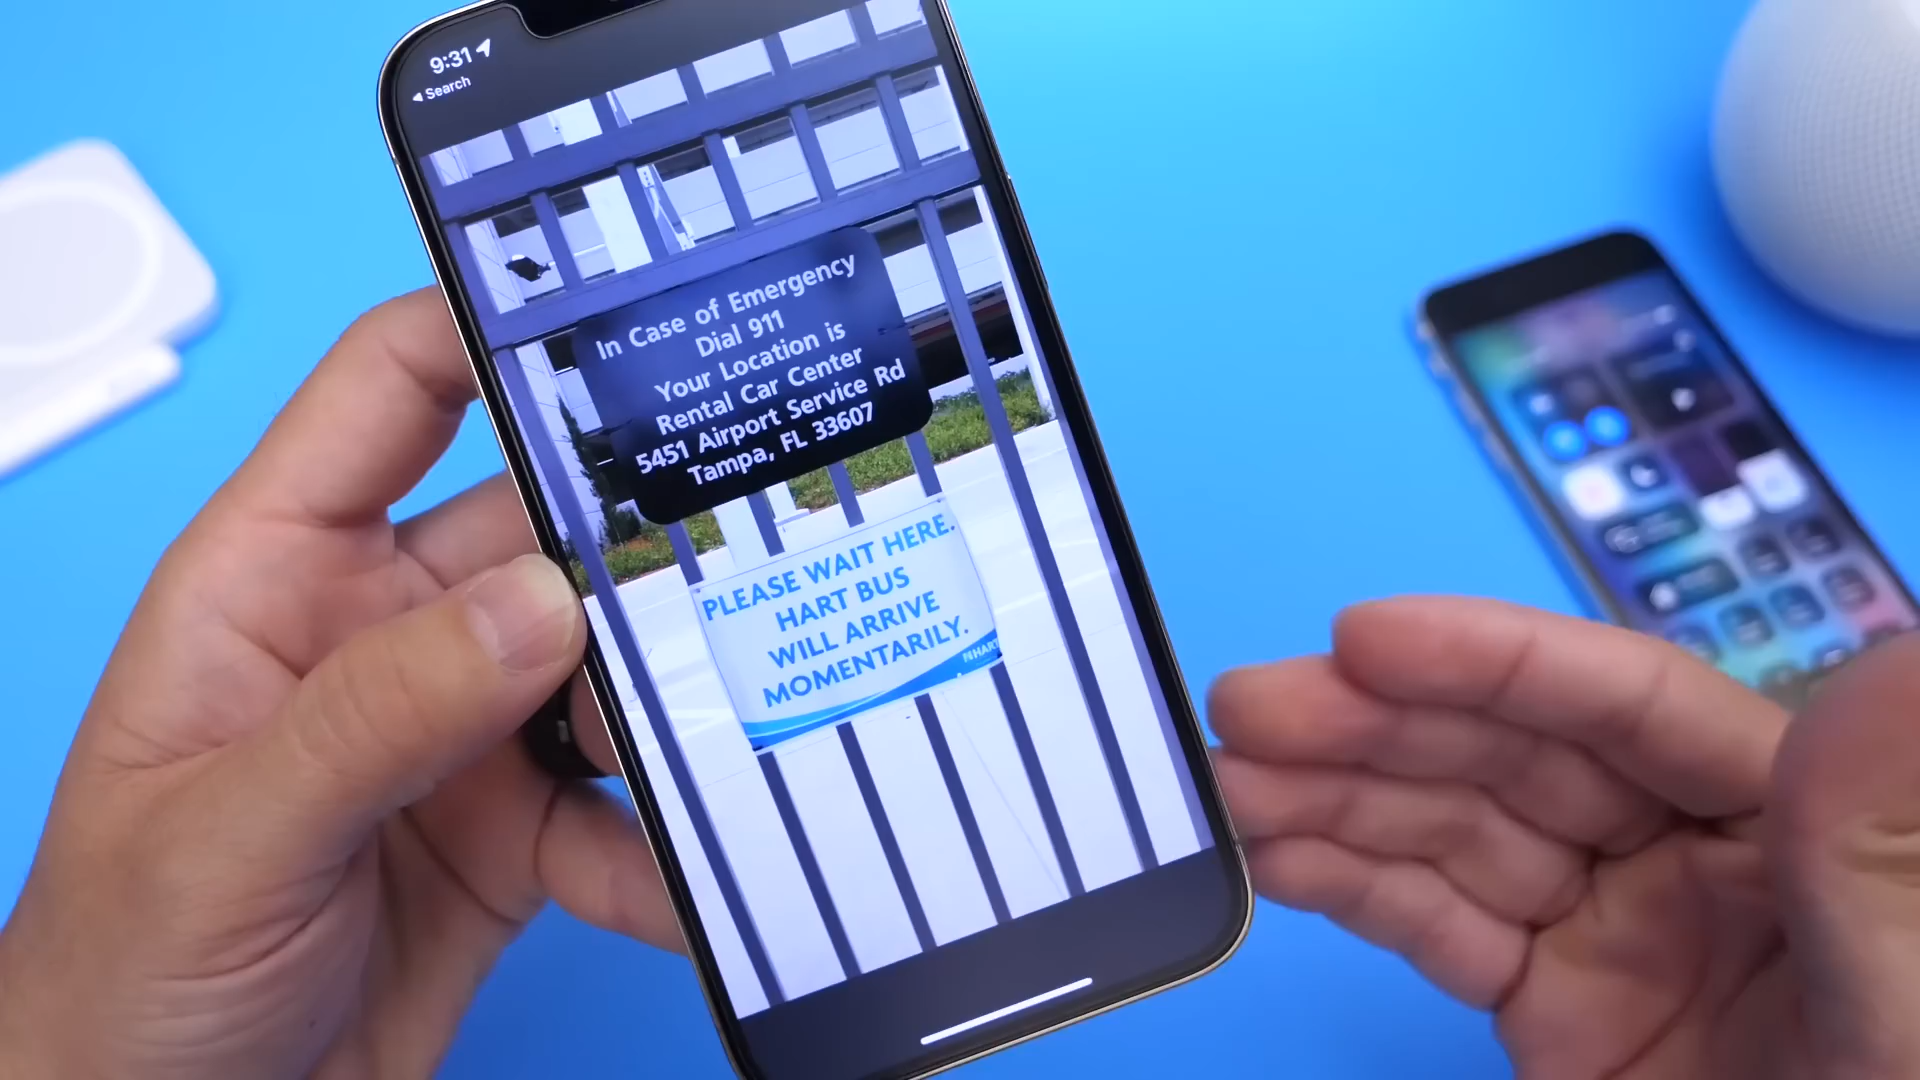 9:31
Search
In Case of Emergency
Dial 911
Your Location is
Rental Car Center
5451 Airport Service Rd
Tampa, FL 33607
PLEASE WAIT HERE.
HART BUS
WILL ARRIVE
MOMENTARILY.
HART